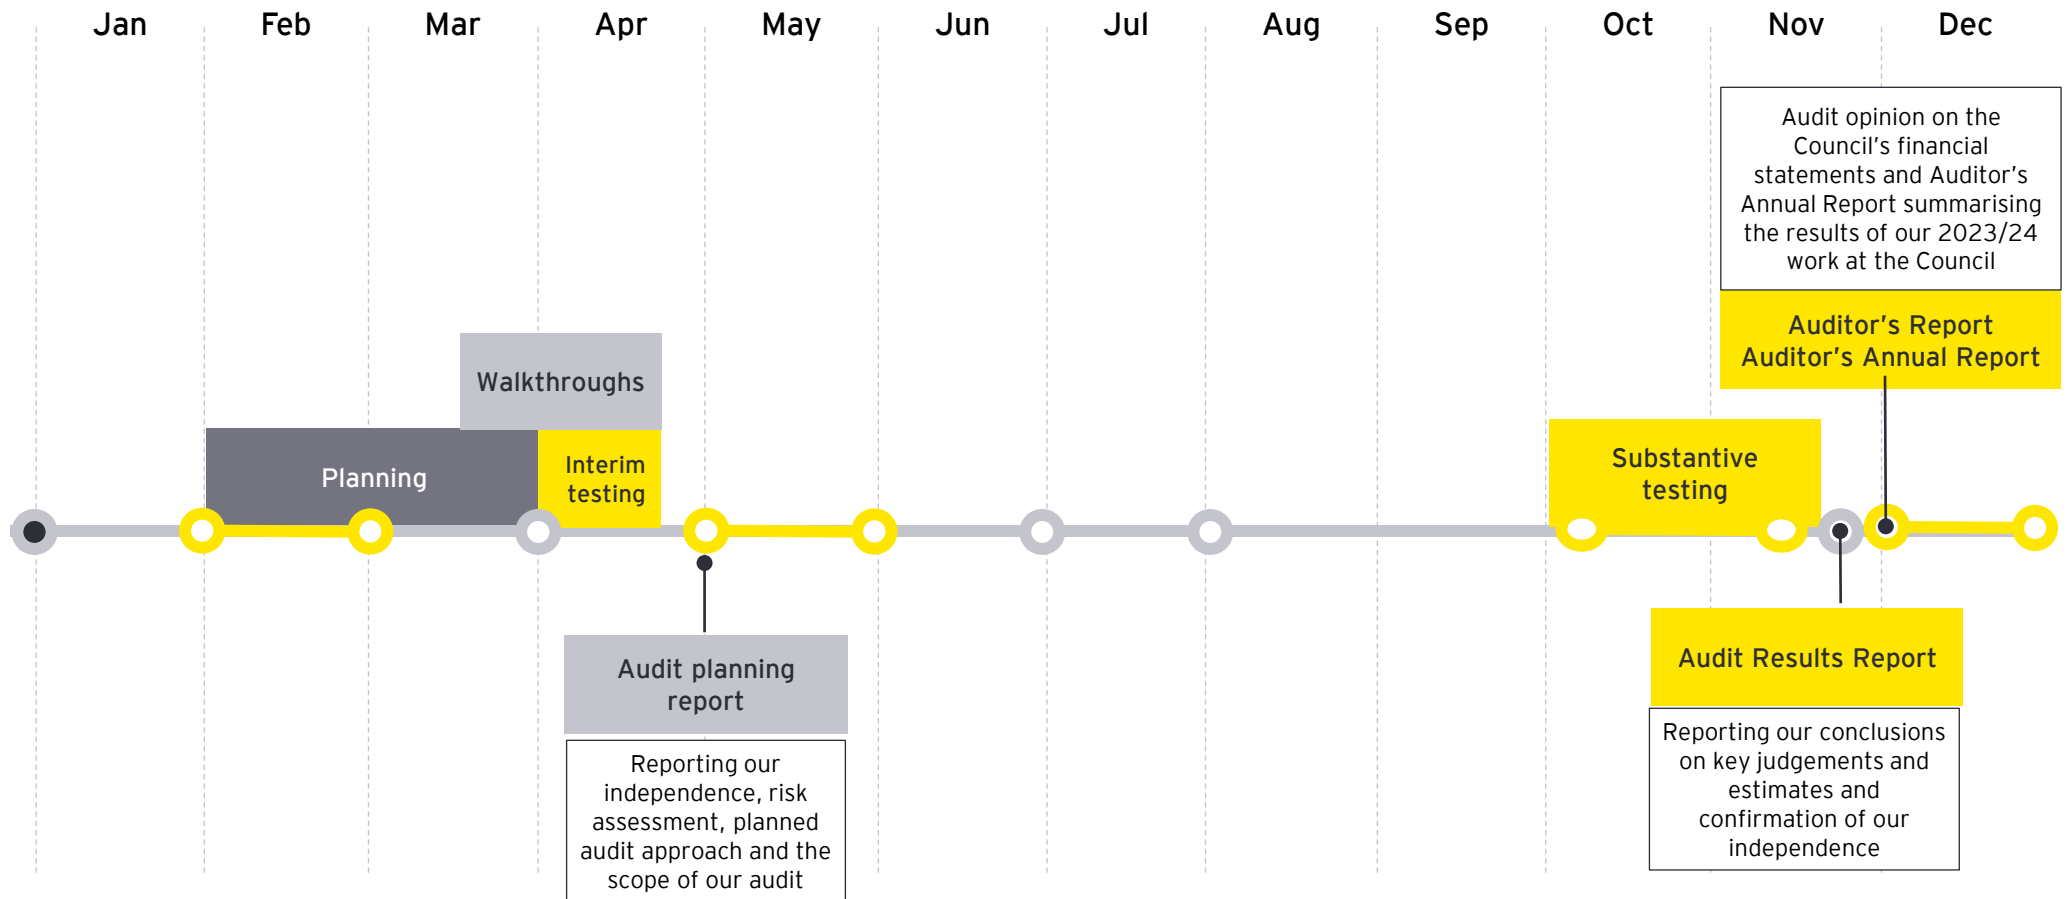 Jan Feb Mar Apr May Jun Jul Aug Sep Oct Nov Dec
Audit opinion on the
Council's financial
statements and Auditor's
Annual Report summarising
the results of our 2023/24
work at the Council
Auditor's Report
Auditor's Annual Report
Walkthroughs
Planning
Interim
testing
Substantive
testing
Audit planning
report
Reporting our
independence, risk
assessment, planned
audit approach and the
scope of our audit
Audit Results Report
Reporting our conclusions
on key judgements and
estimates and
confirmation of our
independence